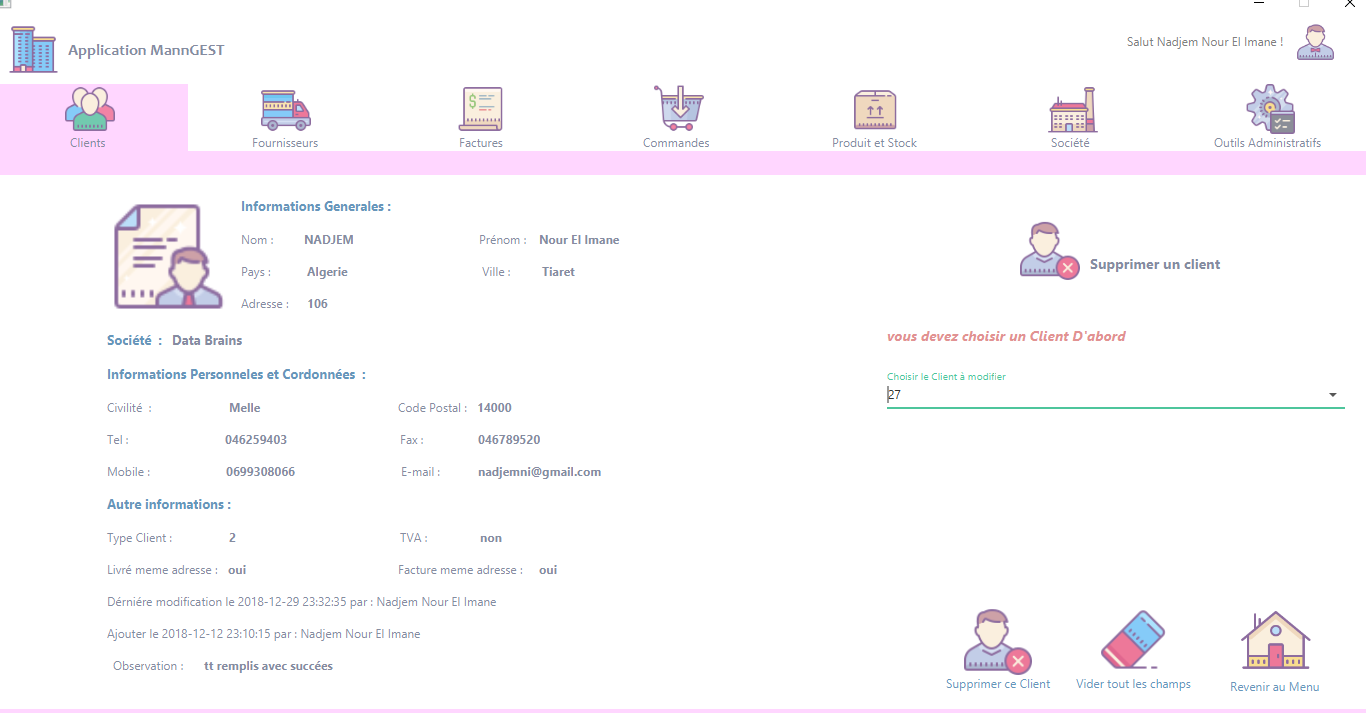 Application MannGEST
Salut Nadjem Nour El Imane !
Clients
Fournisseurs
Factures
Commandes
Produit et Stock
Société
Outils Administratifs
Informations Generales :
Nom : NADJEM Prénom : Nour El Imane
Pays : Algerie Ville : Tiaret
Adresse : 106
Société : Data Brains
Informations Personneles et Cordonnées :
Civilité : Melle Code Postal : 14000
Tel : 046259403 Fax : 046789520
Mobile : 0699308066 E-mail : nadjemni@gmail.com
Autre informations :
Type Client : 2 TVA : non
Livré meme adresse : oui Facture meme adresse : oui
Dérniére modification le 2018-12-29 23:32:35 par : Nadjem Nour El Imane
Ajouter le 2018-12-12 23:10:15 par : Nadjem Nour El Imane
Observation : tt remplis avec succées
Supprimer un client
vous devez choisir un Client D'abord
Choisir le Client à modifier
27
Supprimer ce Client
Vider tout les champs
Revenir au Menu